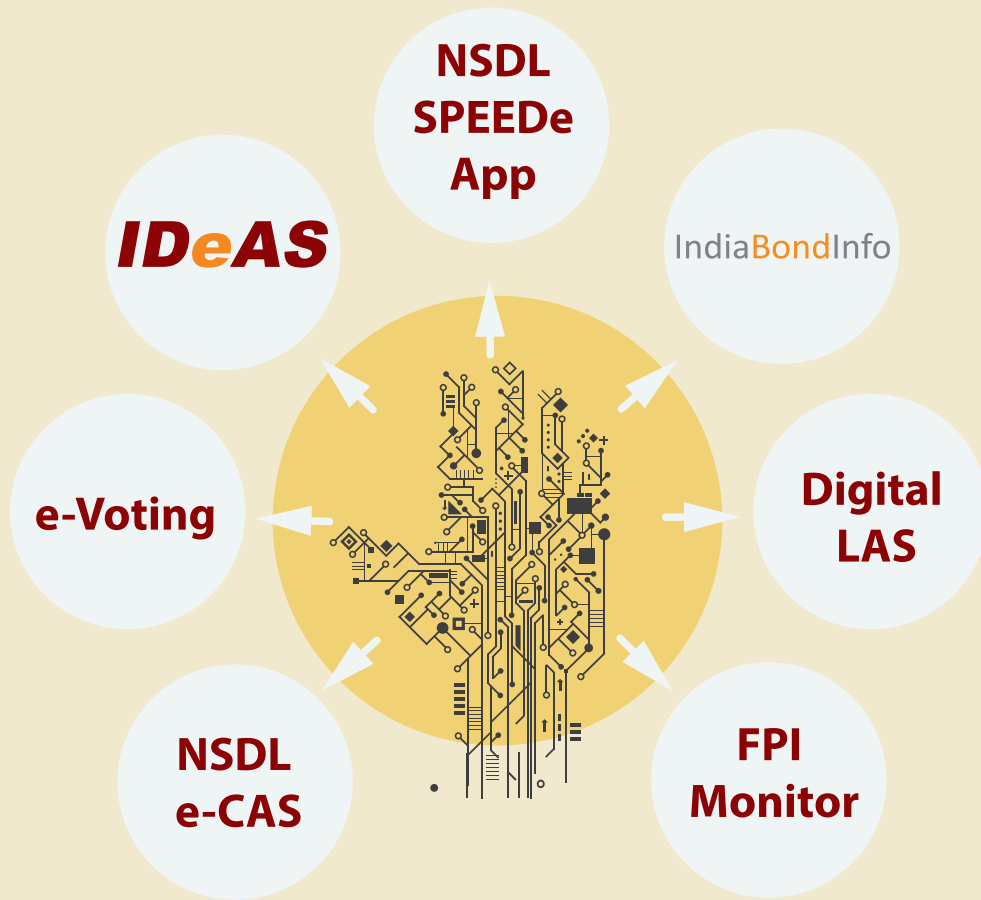 NSDL
SPEEDe
App
IDeAS
IndiaBondInfo
e-Voting
Digital
LAS
NSDL
e-CAS
FPI
Monitor